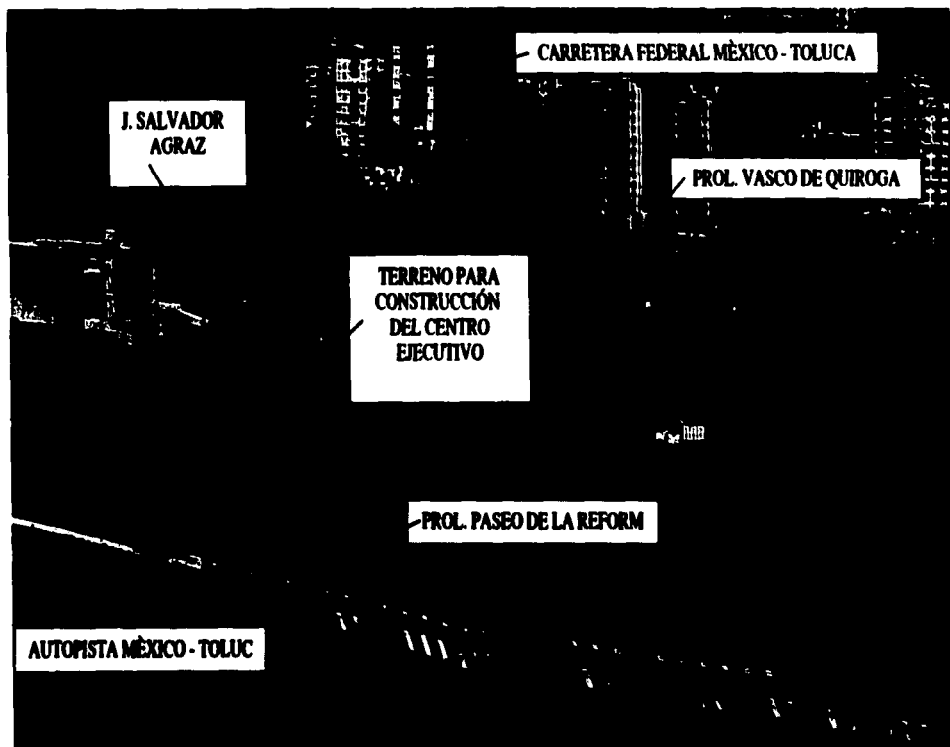 CARRETERA FEDERAL MÈXICO - TOLUCA
J. SALVADOR
AGRAZ
PROL. VASCO DE QUIROGA
TERRENO PARA
CONSTRUCCIÓN
DEL CENTRO
EJECUTIVO
PROL. PASEO DE LA REFORM
AUTOPISTA MÈXICO - TOLUC